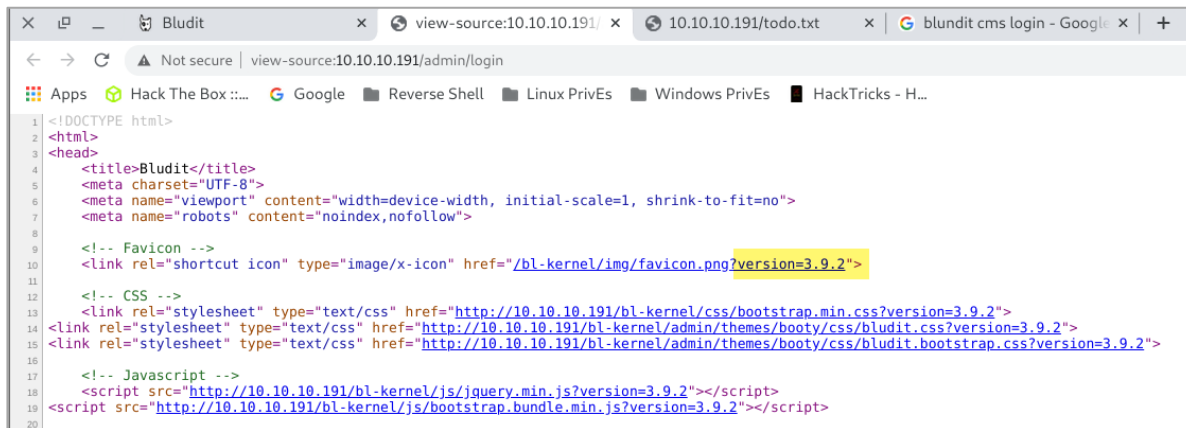 Bludit
view-source:10.10.10.191/
10.10.10.191/todo.txt
blundit cms login - Google
Not secure | view-source:10.10.10.191/admin/login
Apps Hack The Box ::... Google Reverse Shell Linux PrivEs Windows PrivEs HackTricks - H...
1 <!DOCTYPE html>
2 <html>
3 <head>
4 <title>Bludit</title>
5 <meta charset="UTF-8">
6 <meta name="viewport" content="width=device-width, initial-scale=1, shrink-to-fit=no">
7 <meta name="robots" content="noindex,nofollow">
8
9 <!-- Favicon -->
10 <link rel="shortcut icon" type="image/x-icon" href="/bl-kernel/img/favicon.png?version=3.9.2">
11
12 <!-- CSS -->
13 <link rel="stylesheet" type="text/css" href="http://10.10.10.191/bl-kernel/css/bootstrap.min.css?version=3.9.2">
14 <link rel="stylesheet" type="text/css" href="http://10.10.10.191/bl-kernel/admin/themes/booty/css/bludit.css?version=3.9.2">
15 <link rel="stylesheet" type="text/css" href="http://10.10.10.191/bl-kernel/admin/themes/booty/css/bludit.bootstrap.css?version=3.9.2">
16
17 <!-- Javascript -->
18 <script src="http://10.10.10.191/bl-kernel/js/jquery.min.js?version=3.9.2"></script>
19 <script src="http://10.10.10.191/bl-kernel/js/bootstrap.bundle.min.js?version=3.9.2"></script>
20